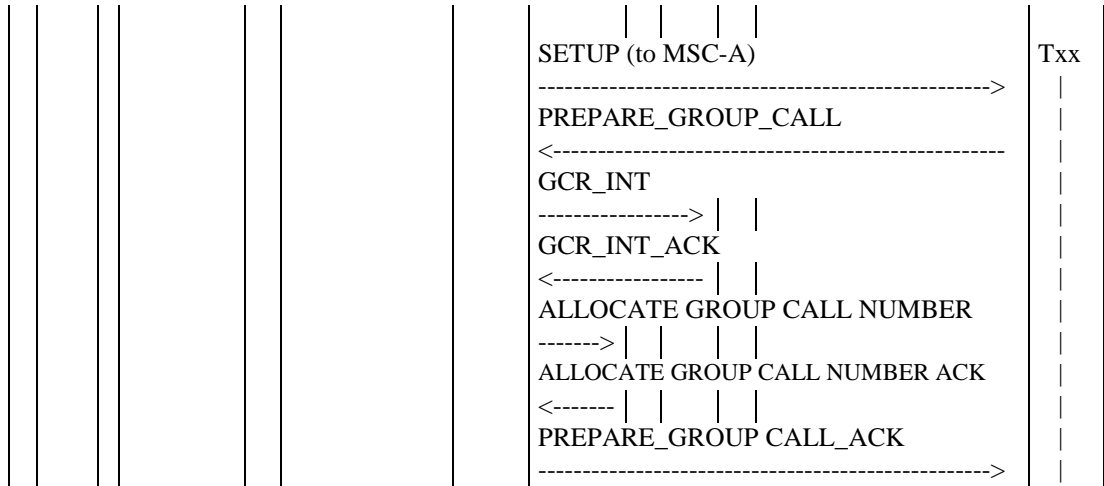 SETUP (to MSC-A) Txx
--------------------------------------------------->
PREPARE_GROUP_CALL
<---------------------------------------------------
GCR_INT
----------------->
GCR_INT_ACK
<-----------------
ALLOCATE GROUP CALL NUMBER
------->
ALLOCATE GROUP CALL NUMBER ACK
<-------
PREPARE_GROUP CALL_ACK
--------------------------------------------------->